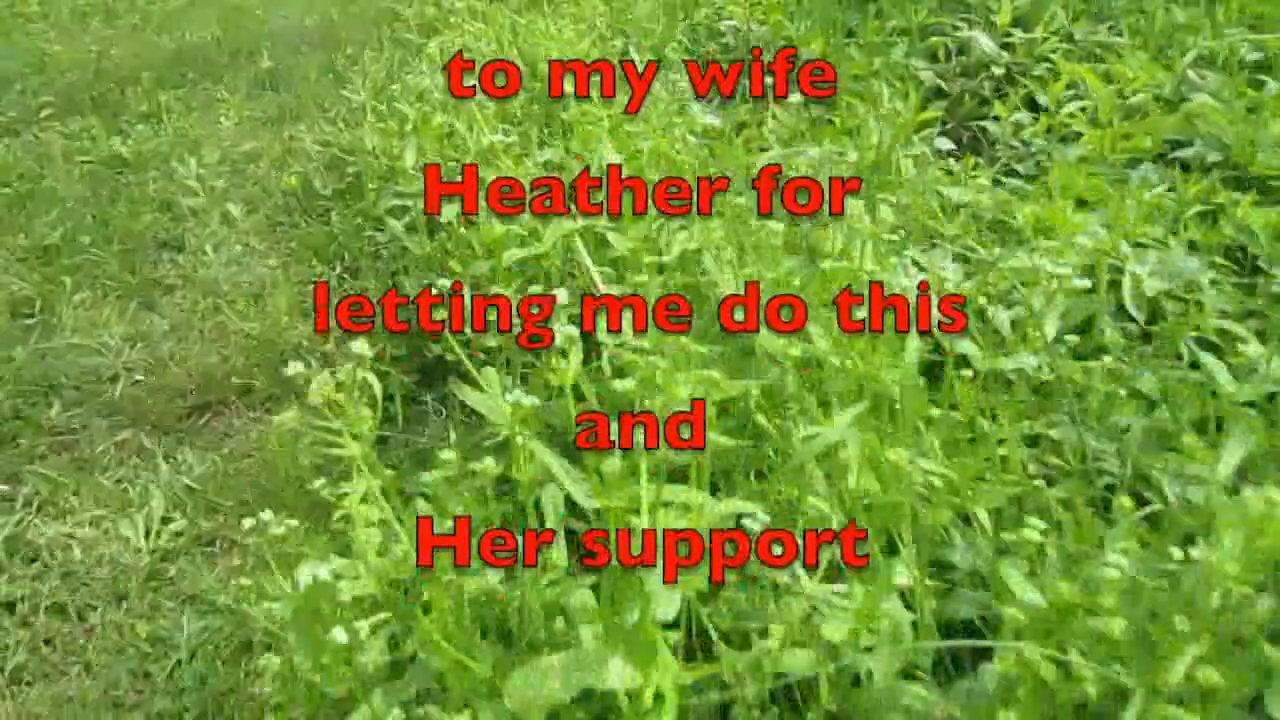 to my wife
Heather for
letting me do this
and
Her support